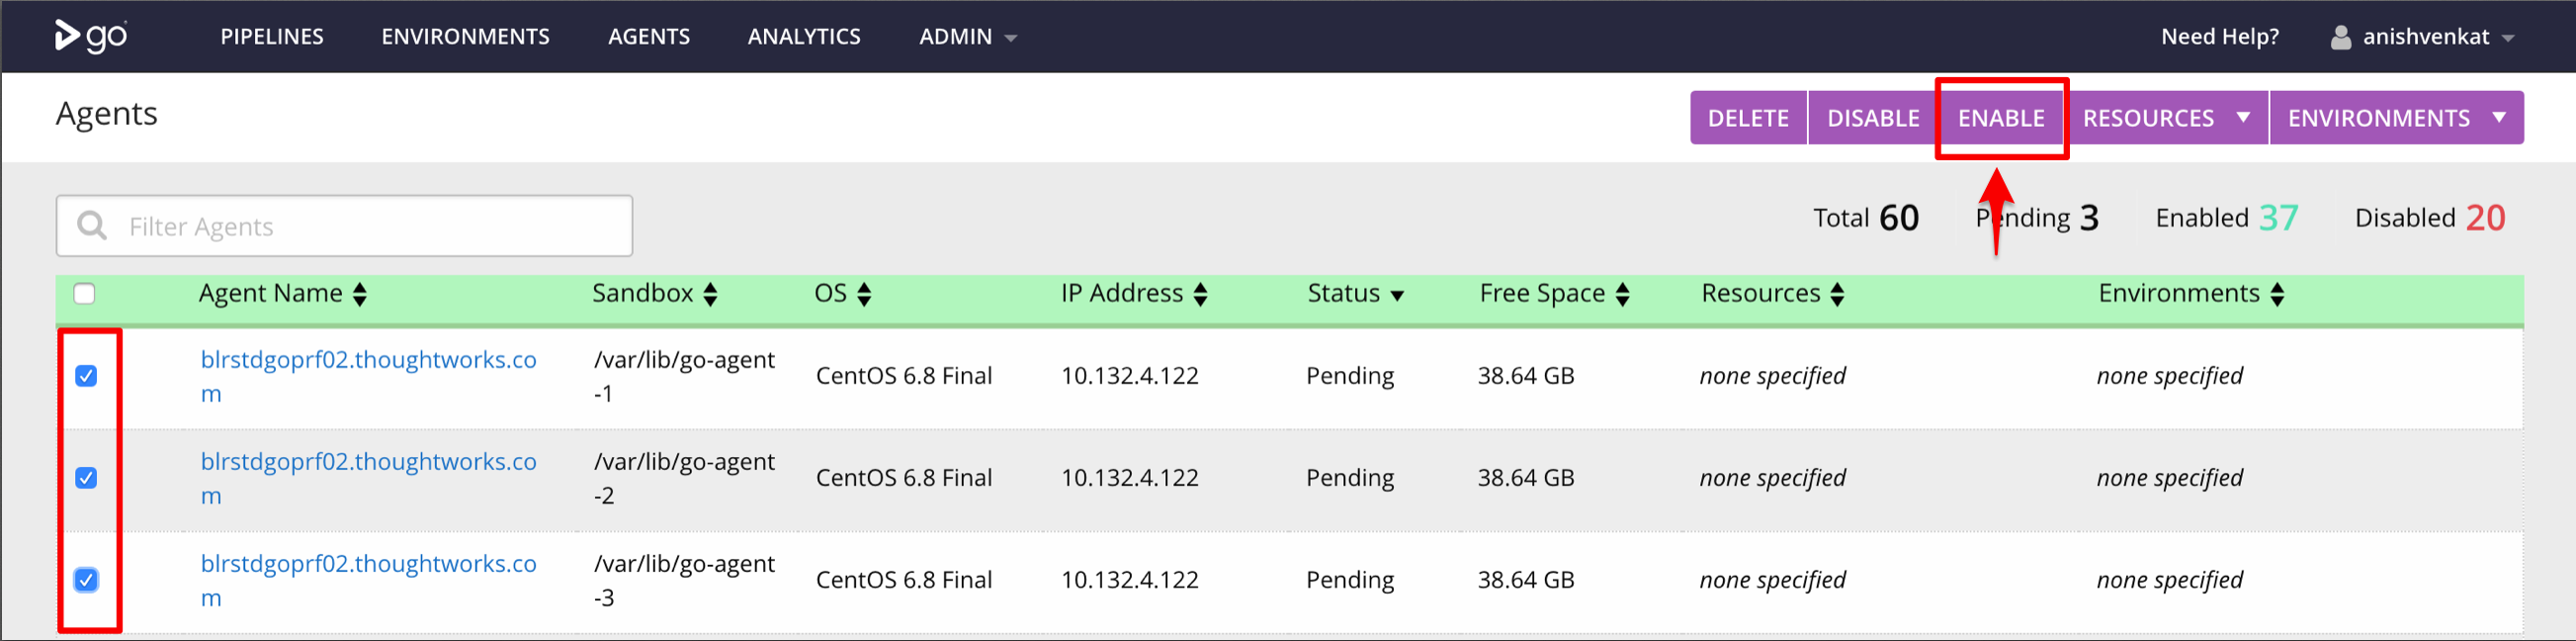 go PIPELINES ENVIRONMENTS AGENTS ANALYTICS ADMIN Need Help? anishvenkat
Agents DELETE DISABLE ENABLE RESOURCES ENVIRONMENTS
Filter Agents Total 60 Pending 3 Enabled 37 Disabled 20
Agent Name Sandbox OS IP Address Status Free Space Resources Environments
blrstdgoprf02.thoughtworks.co /var/lib/go-agent
m -1 CentOS 6.8 Final 10.132.4.122 Pending 38.64 GB none specified none specified
blrstdgoprf02.thoughtworks.co /var/lib/go-agent
m -2 CentOS 6.8 Final 10.132.4.122 Pending 38.64 GB none specified none specified
blrstdgoprf02.thoughtworks.co /var/lib/go-agent
m -3 CentOS 6.8 Final 10.132.4.122 Pending 38.64 GB none specified none specified